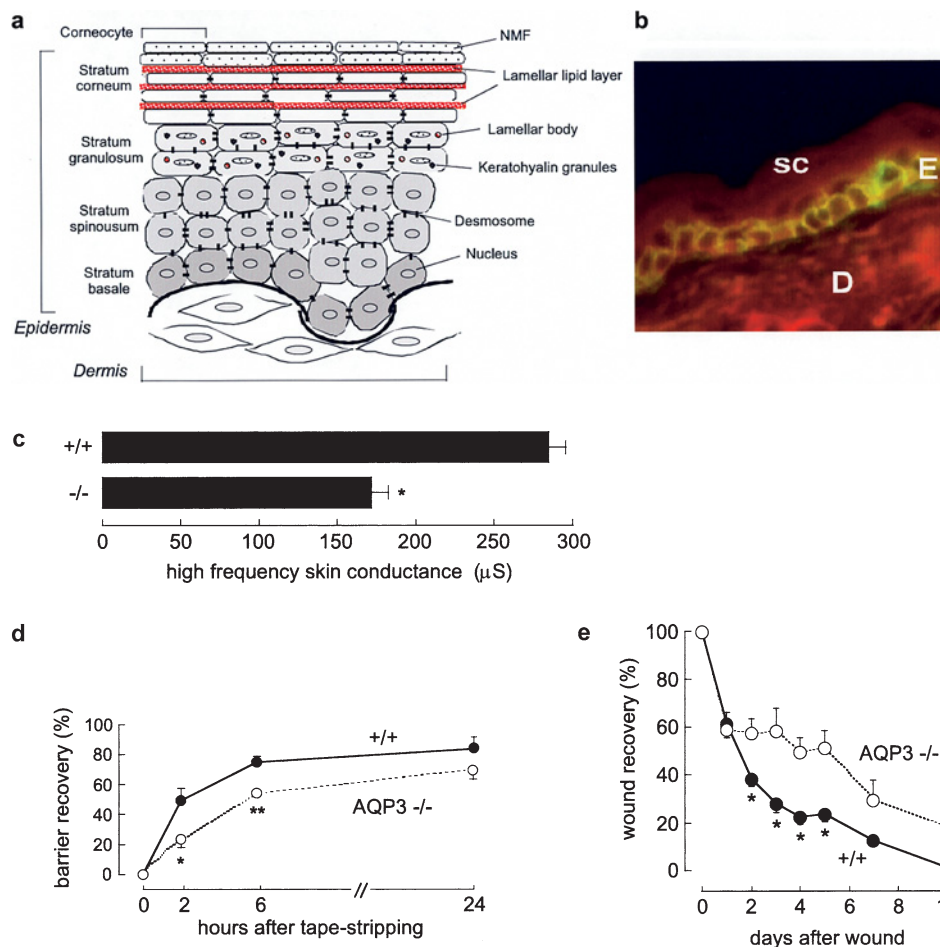 a
Corneocyte
NMF
Stratum
corneum
Lamellar lipid layer
Lamellar body
Stratum
granulosum
Keratohyalin granules
Stratum
spinousum
Desmosome
Nucleus
Stratum
basale
Epidermis
Dermis
b
sc
E
D
c
+/+
-/-
*
0 50 100 150 200 250 300
high frequency skin conductance (μS)
d
barrier recovery (%)
100
80
60
40
20
0
+/+
AQP3 -/-
*
**
0 2 6 // 24
hours after tape-stripping
e
wound recovery (%)
100
80
60
40
20
0
AQP3 -/-
* * * *
+/+
0 2 4 6 8
days after wound